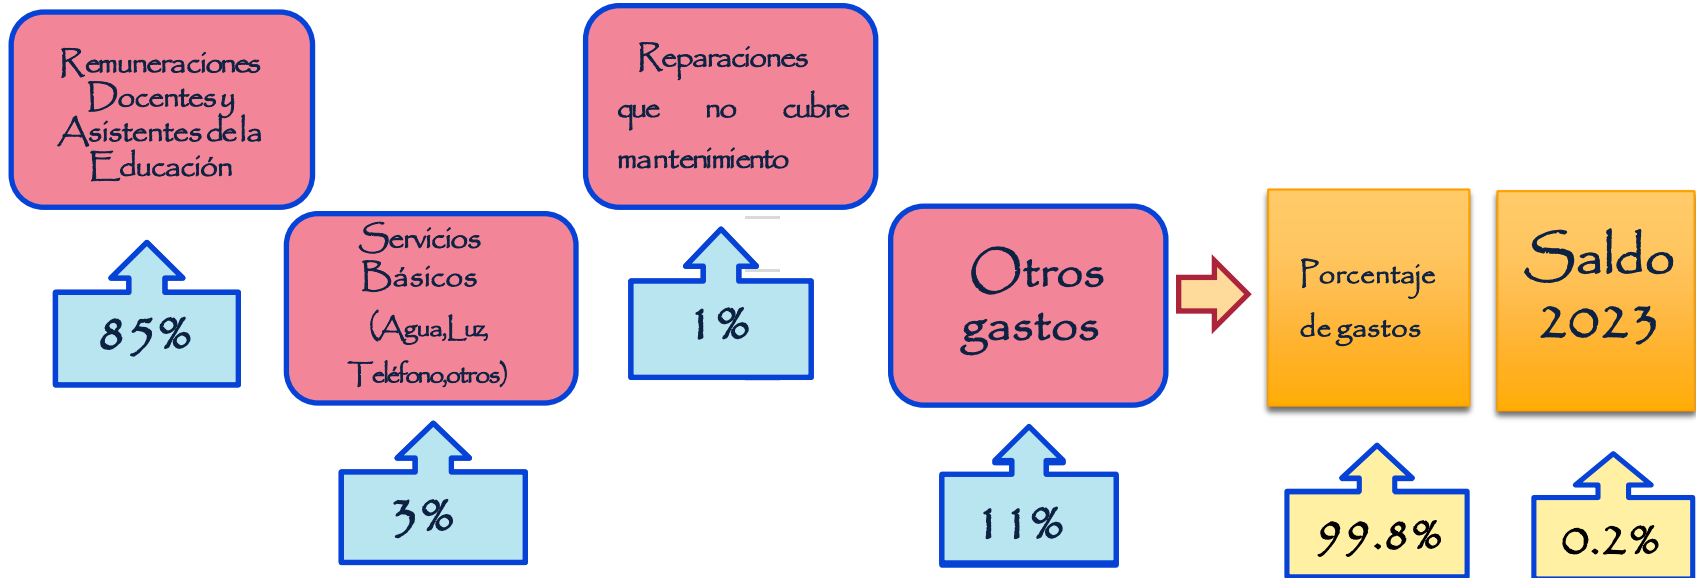 Remuneraciones
Docentes y
Asistentes de la
Educación
85%
Servicios
Básicos
(Agua,Luz,
Teléfono,otros)
3%
Reparaciones
que no cubre
mantenimiento
1%
Otros
gastos
11%
Porcentaje
de gastos
99.8%
Saldo
2023
0.2%